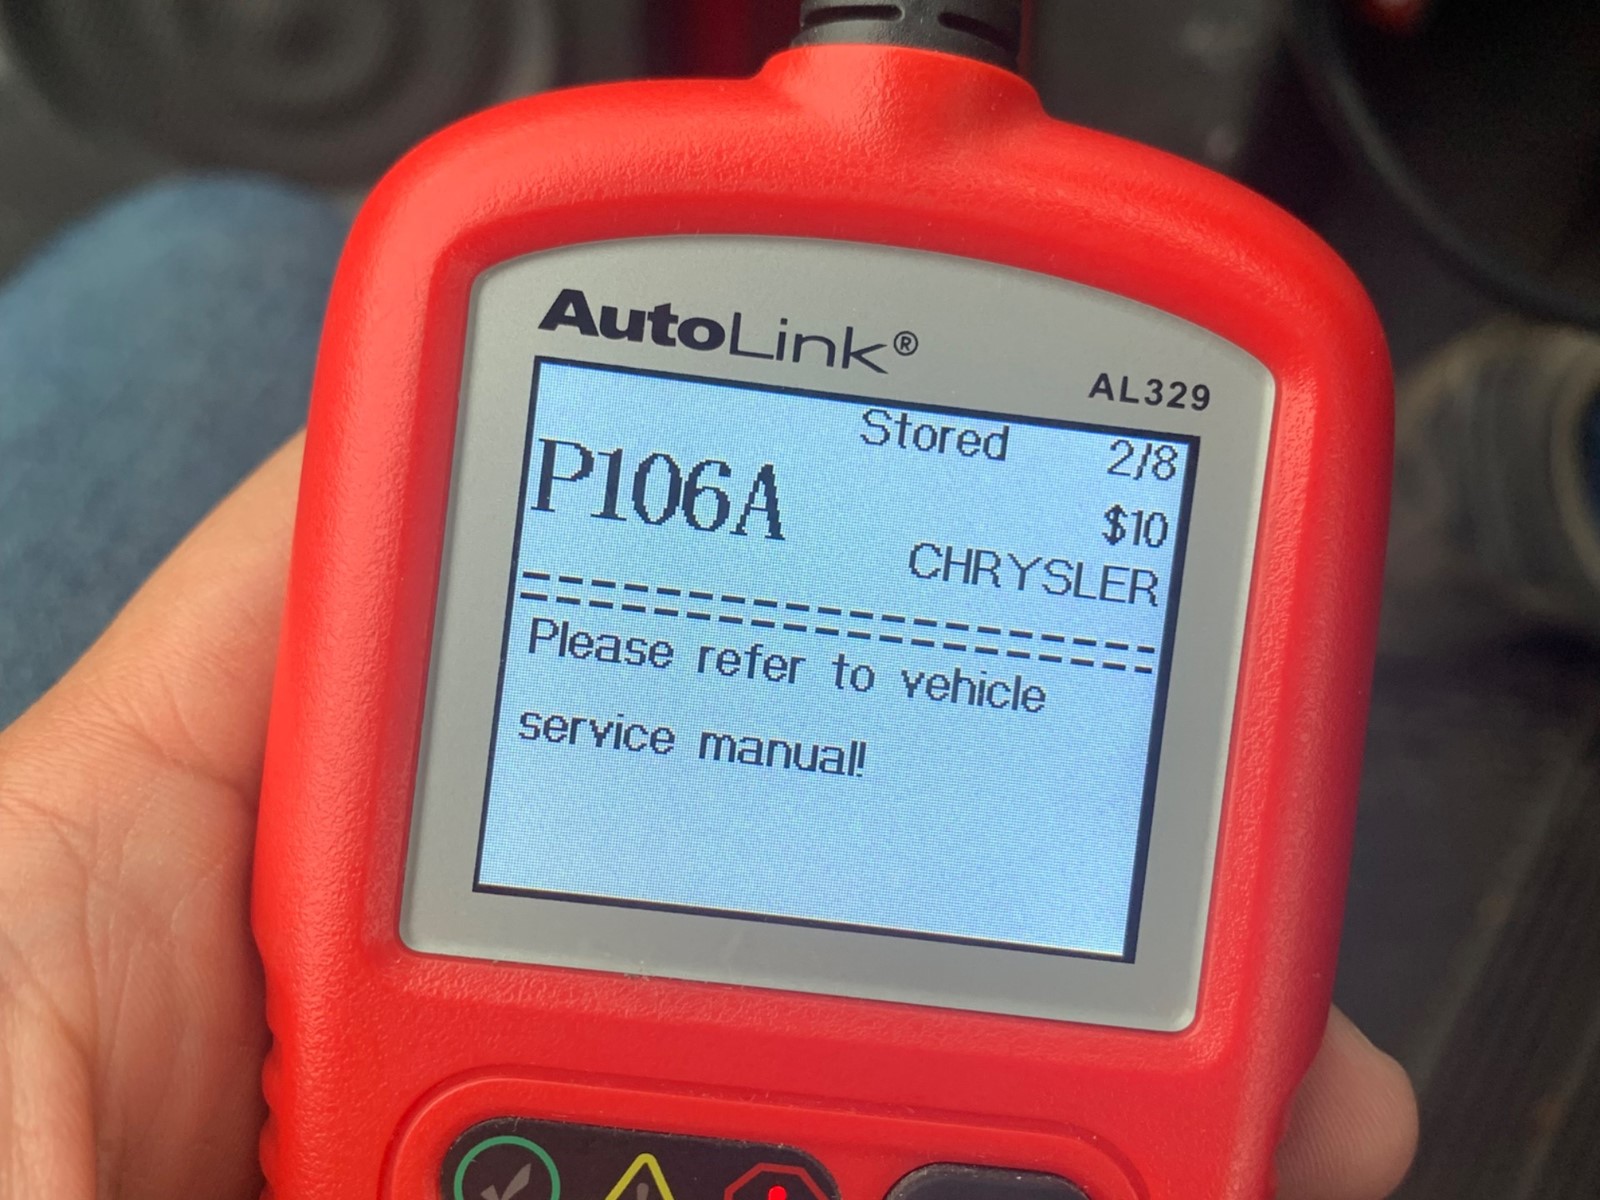 AutoLink®
AL329
Stored 2/8
P106A $10
CHRYSLER
Please refer to vehicle
service manual!